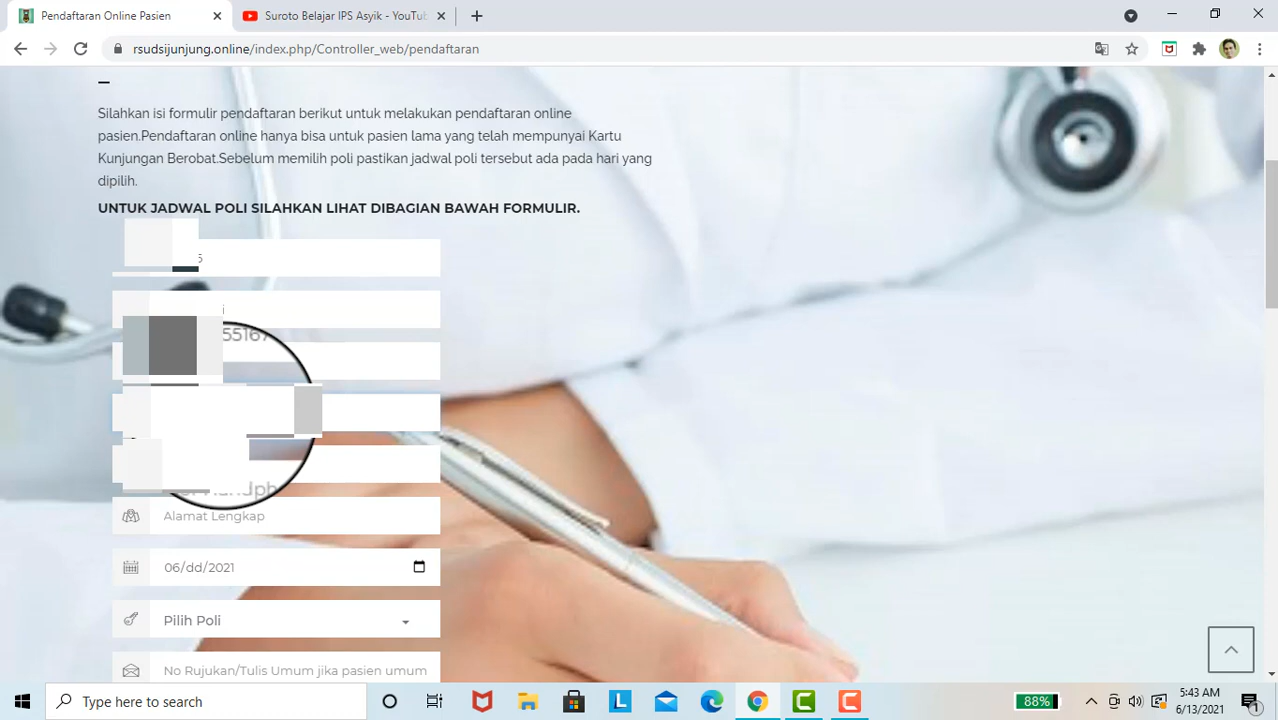 Pendaftaran Online Pasien
Suroto Belajar IPS Asyik - YouTub
rsudsijunjung.online/index.php/Controller_web/pendaftaran
Silahkan isi formulir pendaftaran berikut untuk melakukan pendaftaran online
pasien.Pendaftaran online hanya bisa untuk pasien lama yang telah mempunyai Kartu
Kunjungan Berobat.Sebelum memilih poli pastikan jadwal poli tersebut ada pada hari yang
dipilih.
UNTUK JADWAL POLI SILAHKAN LIHAT DIBAGIAN BAWAH FORMULIR.
Alamat Lengkap
06/dd/2021
Pilih Poli
No Rujukan/Tulis Umum jika pasien umum
Type here to search
88%
5:43 AM
6/13/2021